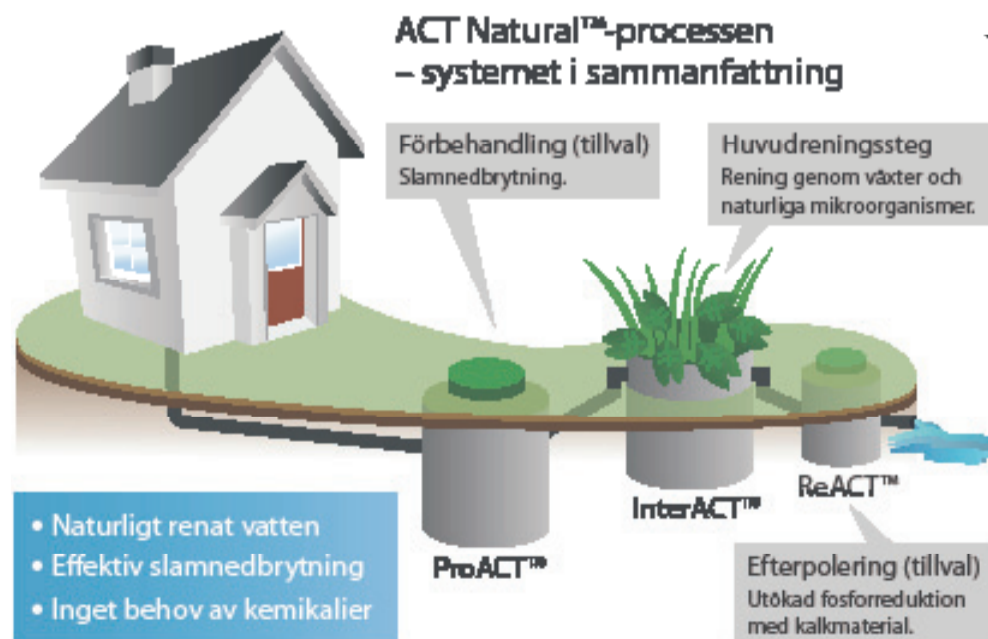 ACT Natural™-processen
– systemet i sammanfattning
Förbehandling (tillval)
Slamnedbrytning.
Huvudreningssteg
Rening genom växter och
naturliga mikroorganismer.
ProACT™
InterACT™
ReACT™
• Naturligt renat vatten
• Effektiv slamnedbrytning
• Inget behov av kemikalier
Efterpolering (tillval)
Utökad fosforreduktion
med kalkmaterial.